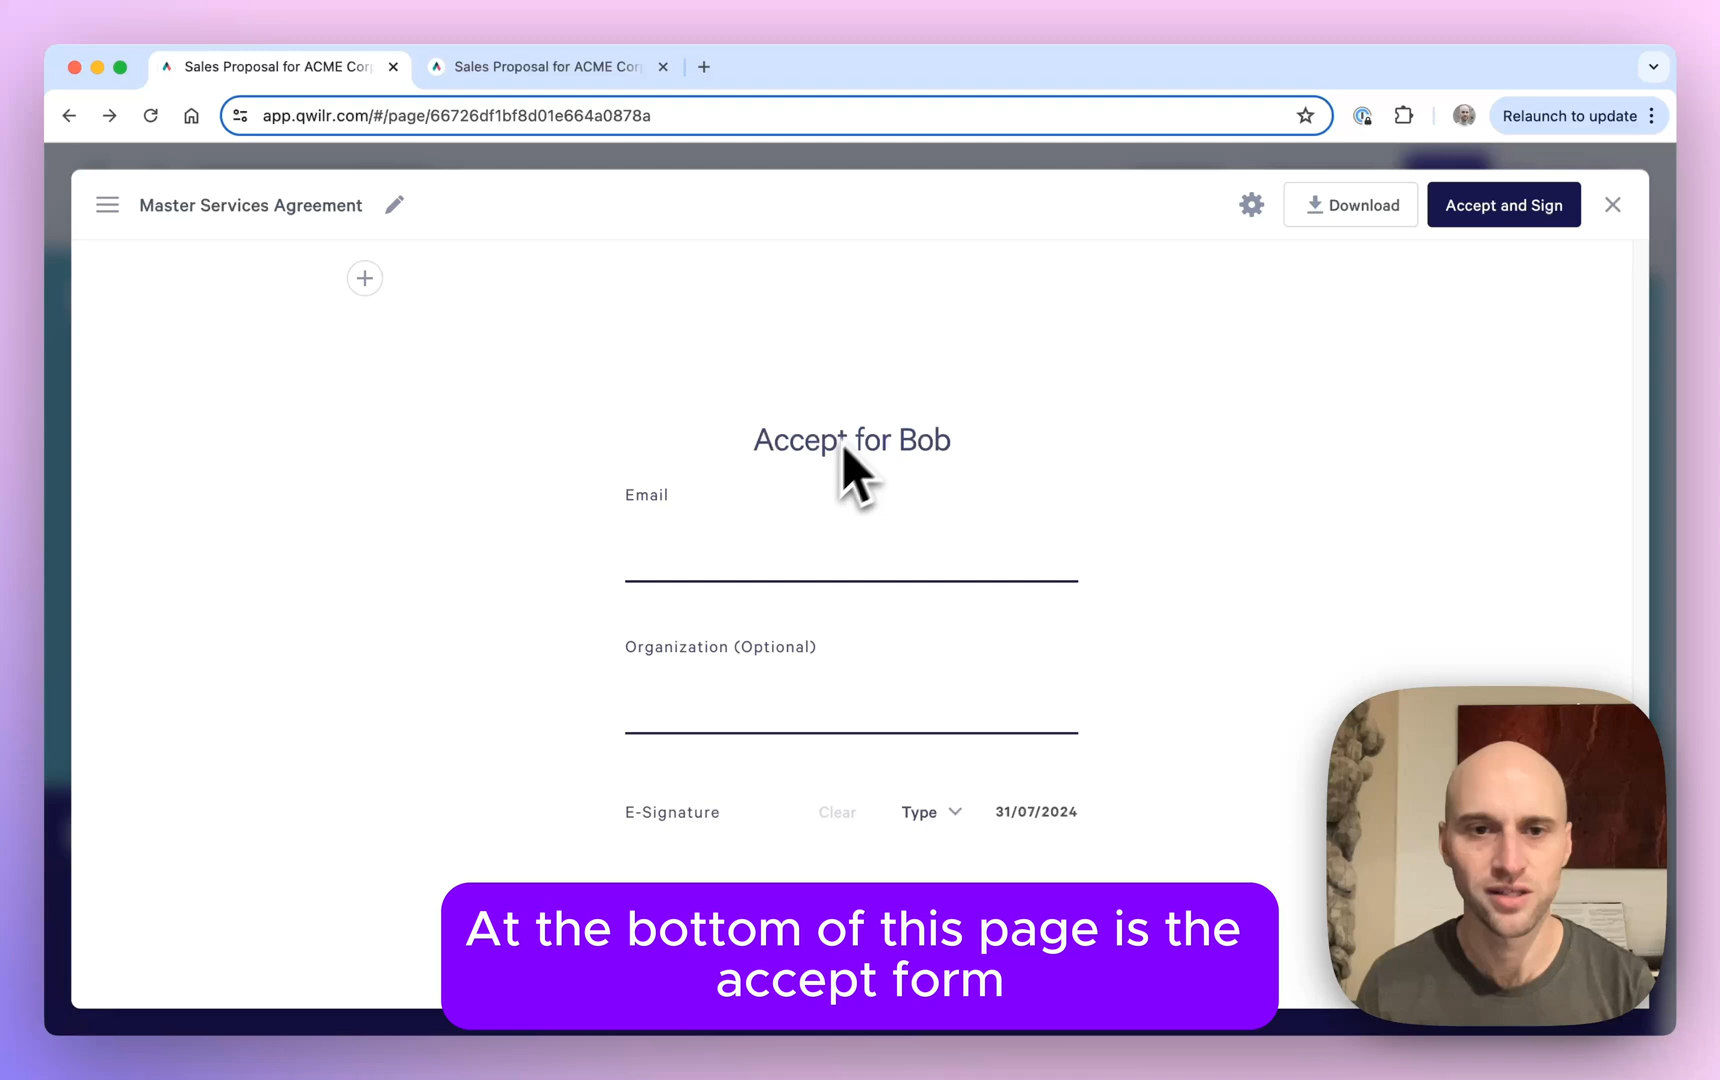 Sales Proposal for ACME Cor
Sales Proposal for ACME Cor
app.qwilr.com/#/page/66726df1bf8d01e664a0878a
Relaunch to update
Master Services Agreement
Download
Accept and Sign
Accept for Bob
Email
Organization (Optional)
E-Signature
Clear
Type
31/07/2024
At the bottom of this page is the
accept form